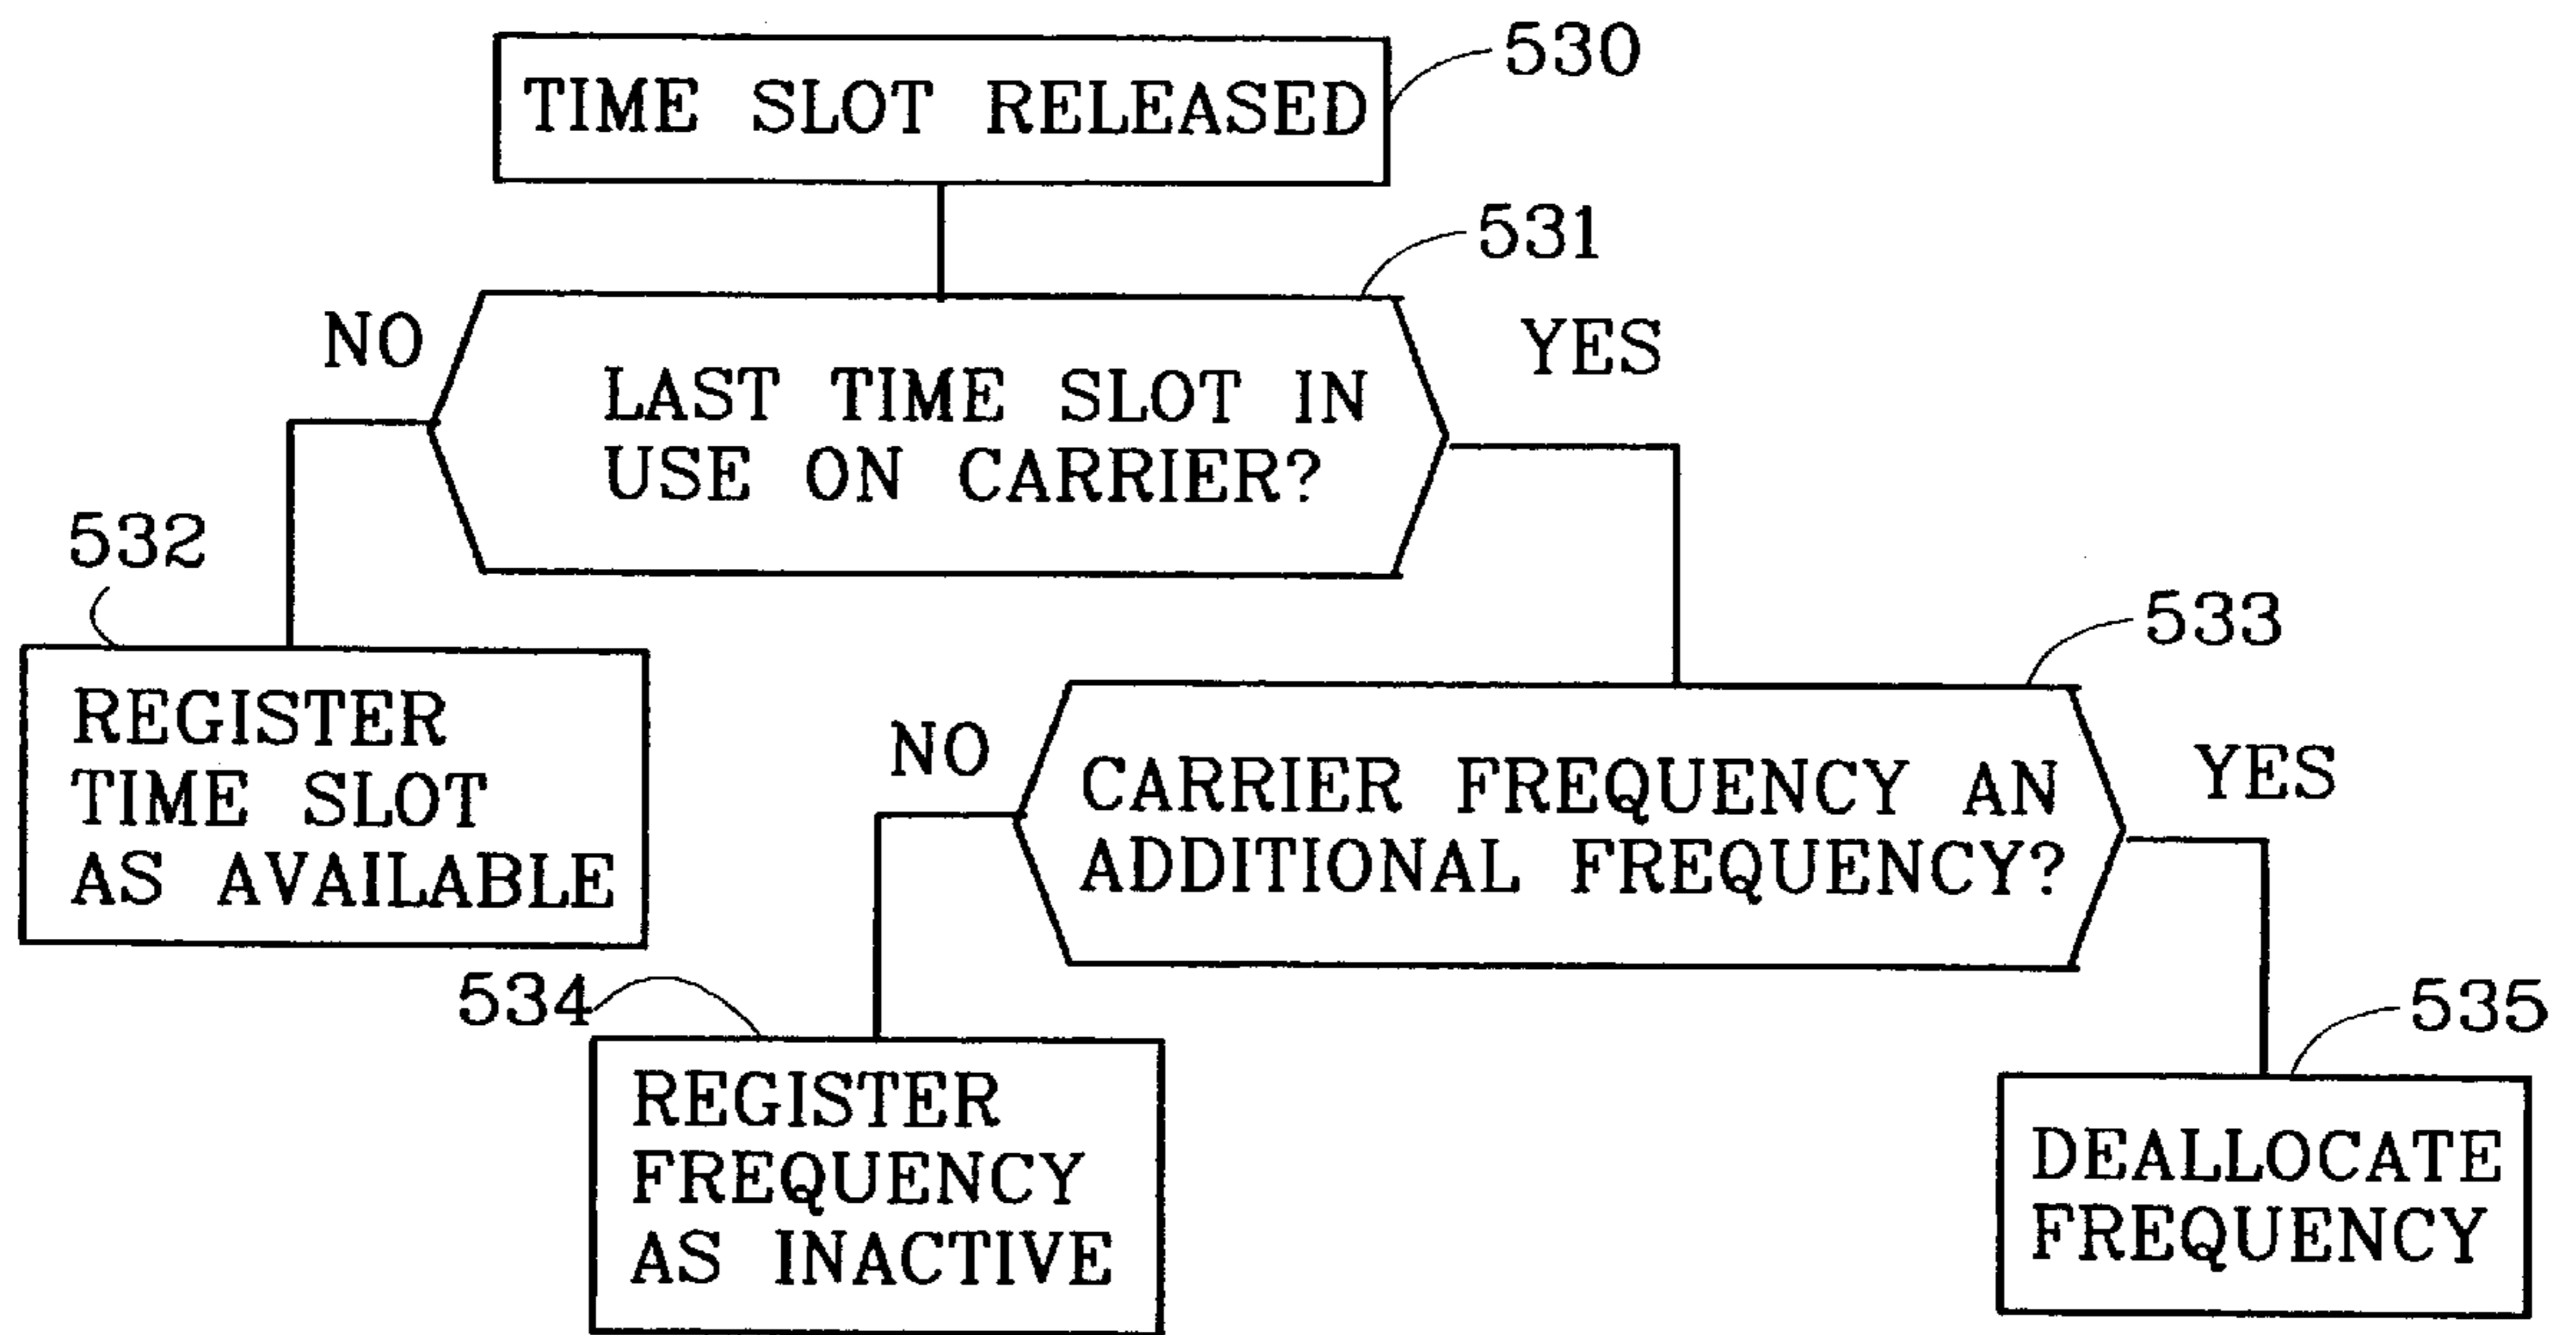 530
TIME SLOT RELEASED
531
NO
YES
LAST TIME SLOT IN
USE ON CARRIER?
532
533
REGISTER
TIME SLOT
AS AVAILABLE
NO
YES
CARRIER FREQUENCY AN
ADDITIONAL FREQUENCY?
534
535
REGISTER
FREQUENCY
AS INACTIVE
DEALLOCATE
FREQUENCY